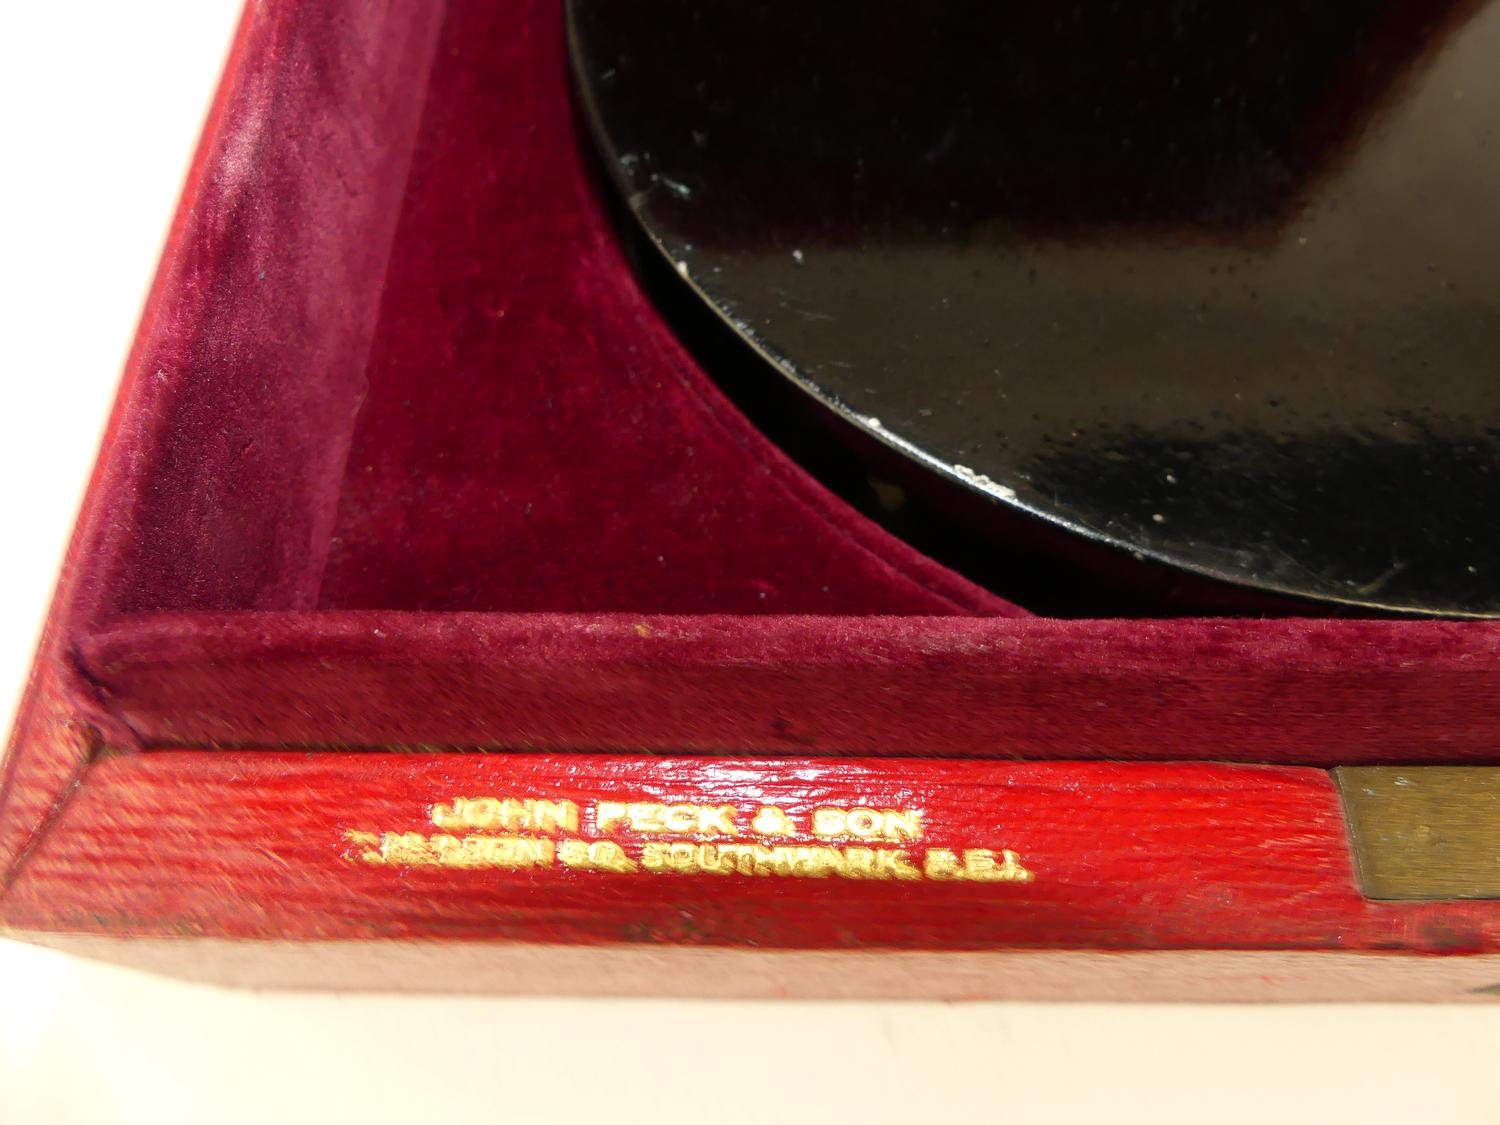 JOHN PECK & SON
SQ. SOUTHWARK, S.E.1.